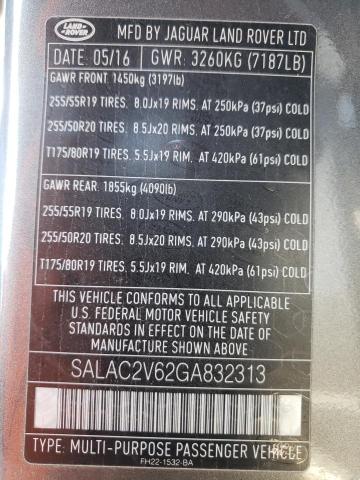 LAND ROVER
MFD BY JAGUAR LAND ROVER LTD
DATE: 05/16 GWR: 3260KG (7187LB)
GAWR FRONT: 1450kg (3197lb)
255/55R19 TIRES. 8.0Jx19 RIMS. AT 250kPa (37psi) COLD
255/50R20 TIRES. 8.5Jx20 RIMS. AT 250kPa (37psi) COLD
T175/80R19 TIRES. 5.5Jx19 RIM. AT 420kPa (61psi) COLD
GAWR REAR: 1855kg (4090lb)
255/55R19 TIRES. 8.0Jx19 RIMS. AT 290kPa (43psi) COLD
255/50R20 TIRES. 8.5Jx20 RIMS. AT 290kPa (43psi) COLD
T175/80R19 TIRES. 5.5Jx19 RIM. AT 420kPa (61psi) COLD
THIS VEHICLE CONFORMS TO ALL APPLICABLE
U.S. FEDERAL MOTOR VEHICLE SAFETY
STANDARDS IN EFFECT ON THE DATE OF
MANUFACTURE SHOWN ABOVE.
SALAC2V62GA832313
TYPE: MULTI-PURPOSE PASSENGER VEHICLE
FH22-1532-BA